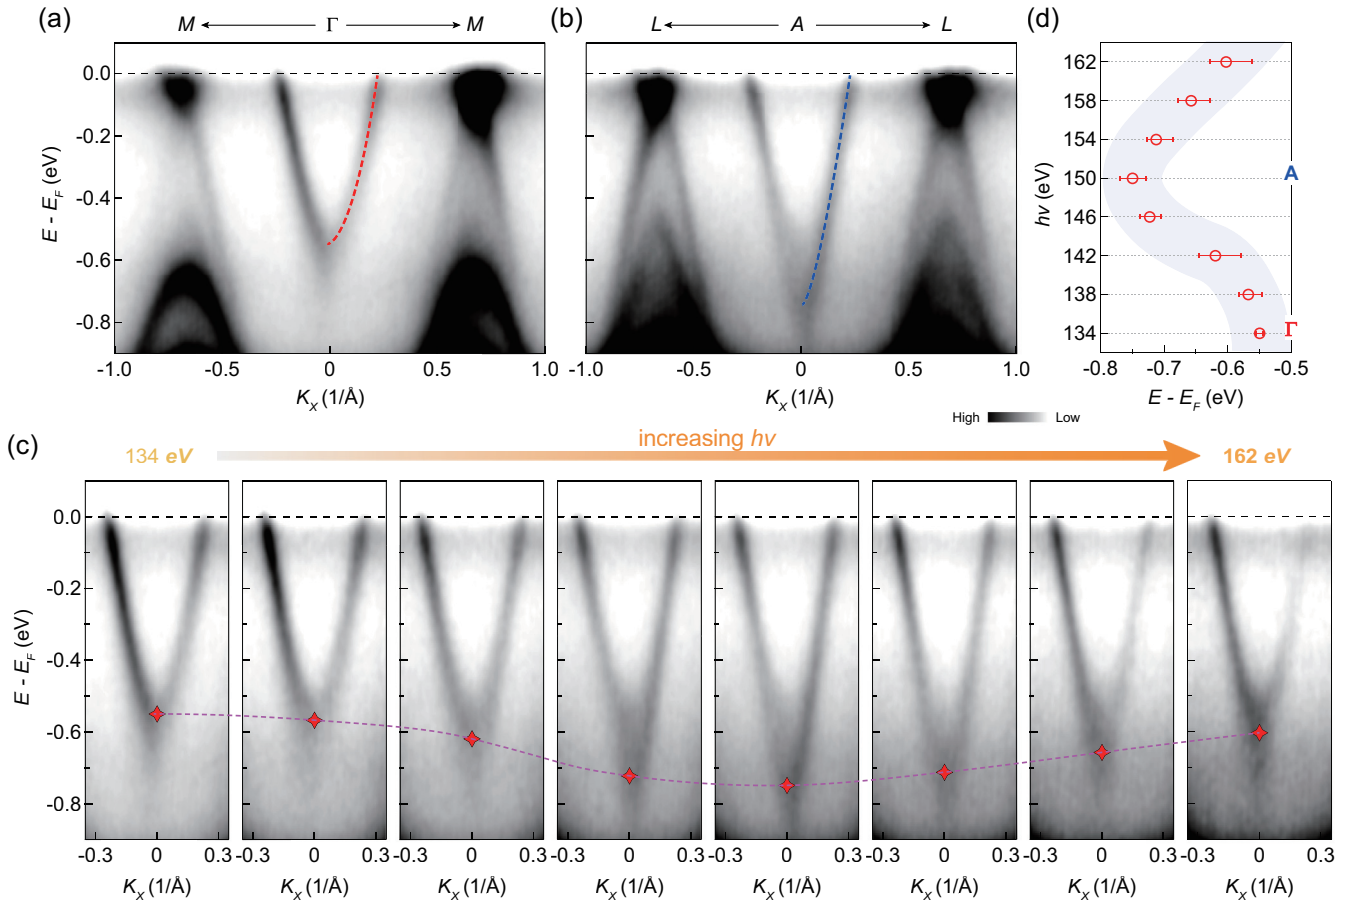 (a)
M Γ M
0.0
-0.2
-0.4
-0.6
-0.8
E - E_F (eV)
-1.0 -0.5 0 0.5 1.0
K_x (1/Å)
(b)
L A L
-1.0 -0.5 0 0.5 1.0
K_x (1/Å)
(d)
162
158
154
150
146
142
138
134
hν (eV)
A
Γ
-0.8 -0.7 -0.6 -0.5
E - E_F (eV)
High Low
(c)
134 eV increasing hν 162 eV
0.0
-0.2
-0.4
-0.6
-0.8
E - E_F (eV)
-0.3 0 0.3 -0.3 0 0.3 -0.3 0 0.3 -0.3 0 0.3 -0.3 0 0.3 -0.3 0 0.3 -0.3 0 0.3 -0.3 0 0.3
K_x (1/Å) K_x (1/Å) K_x (1/Å) K_x (1/Å) K_x (1/Å) K_x (1/Å) K_x (1/Å) K_x (1/Å)